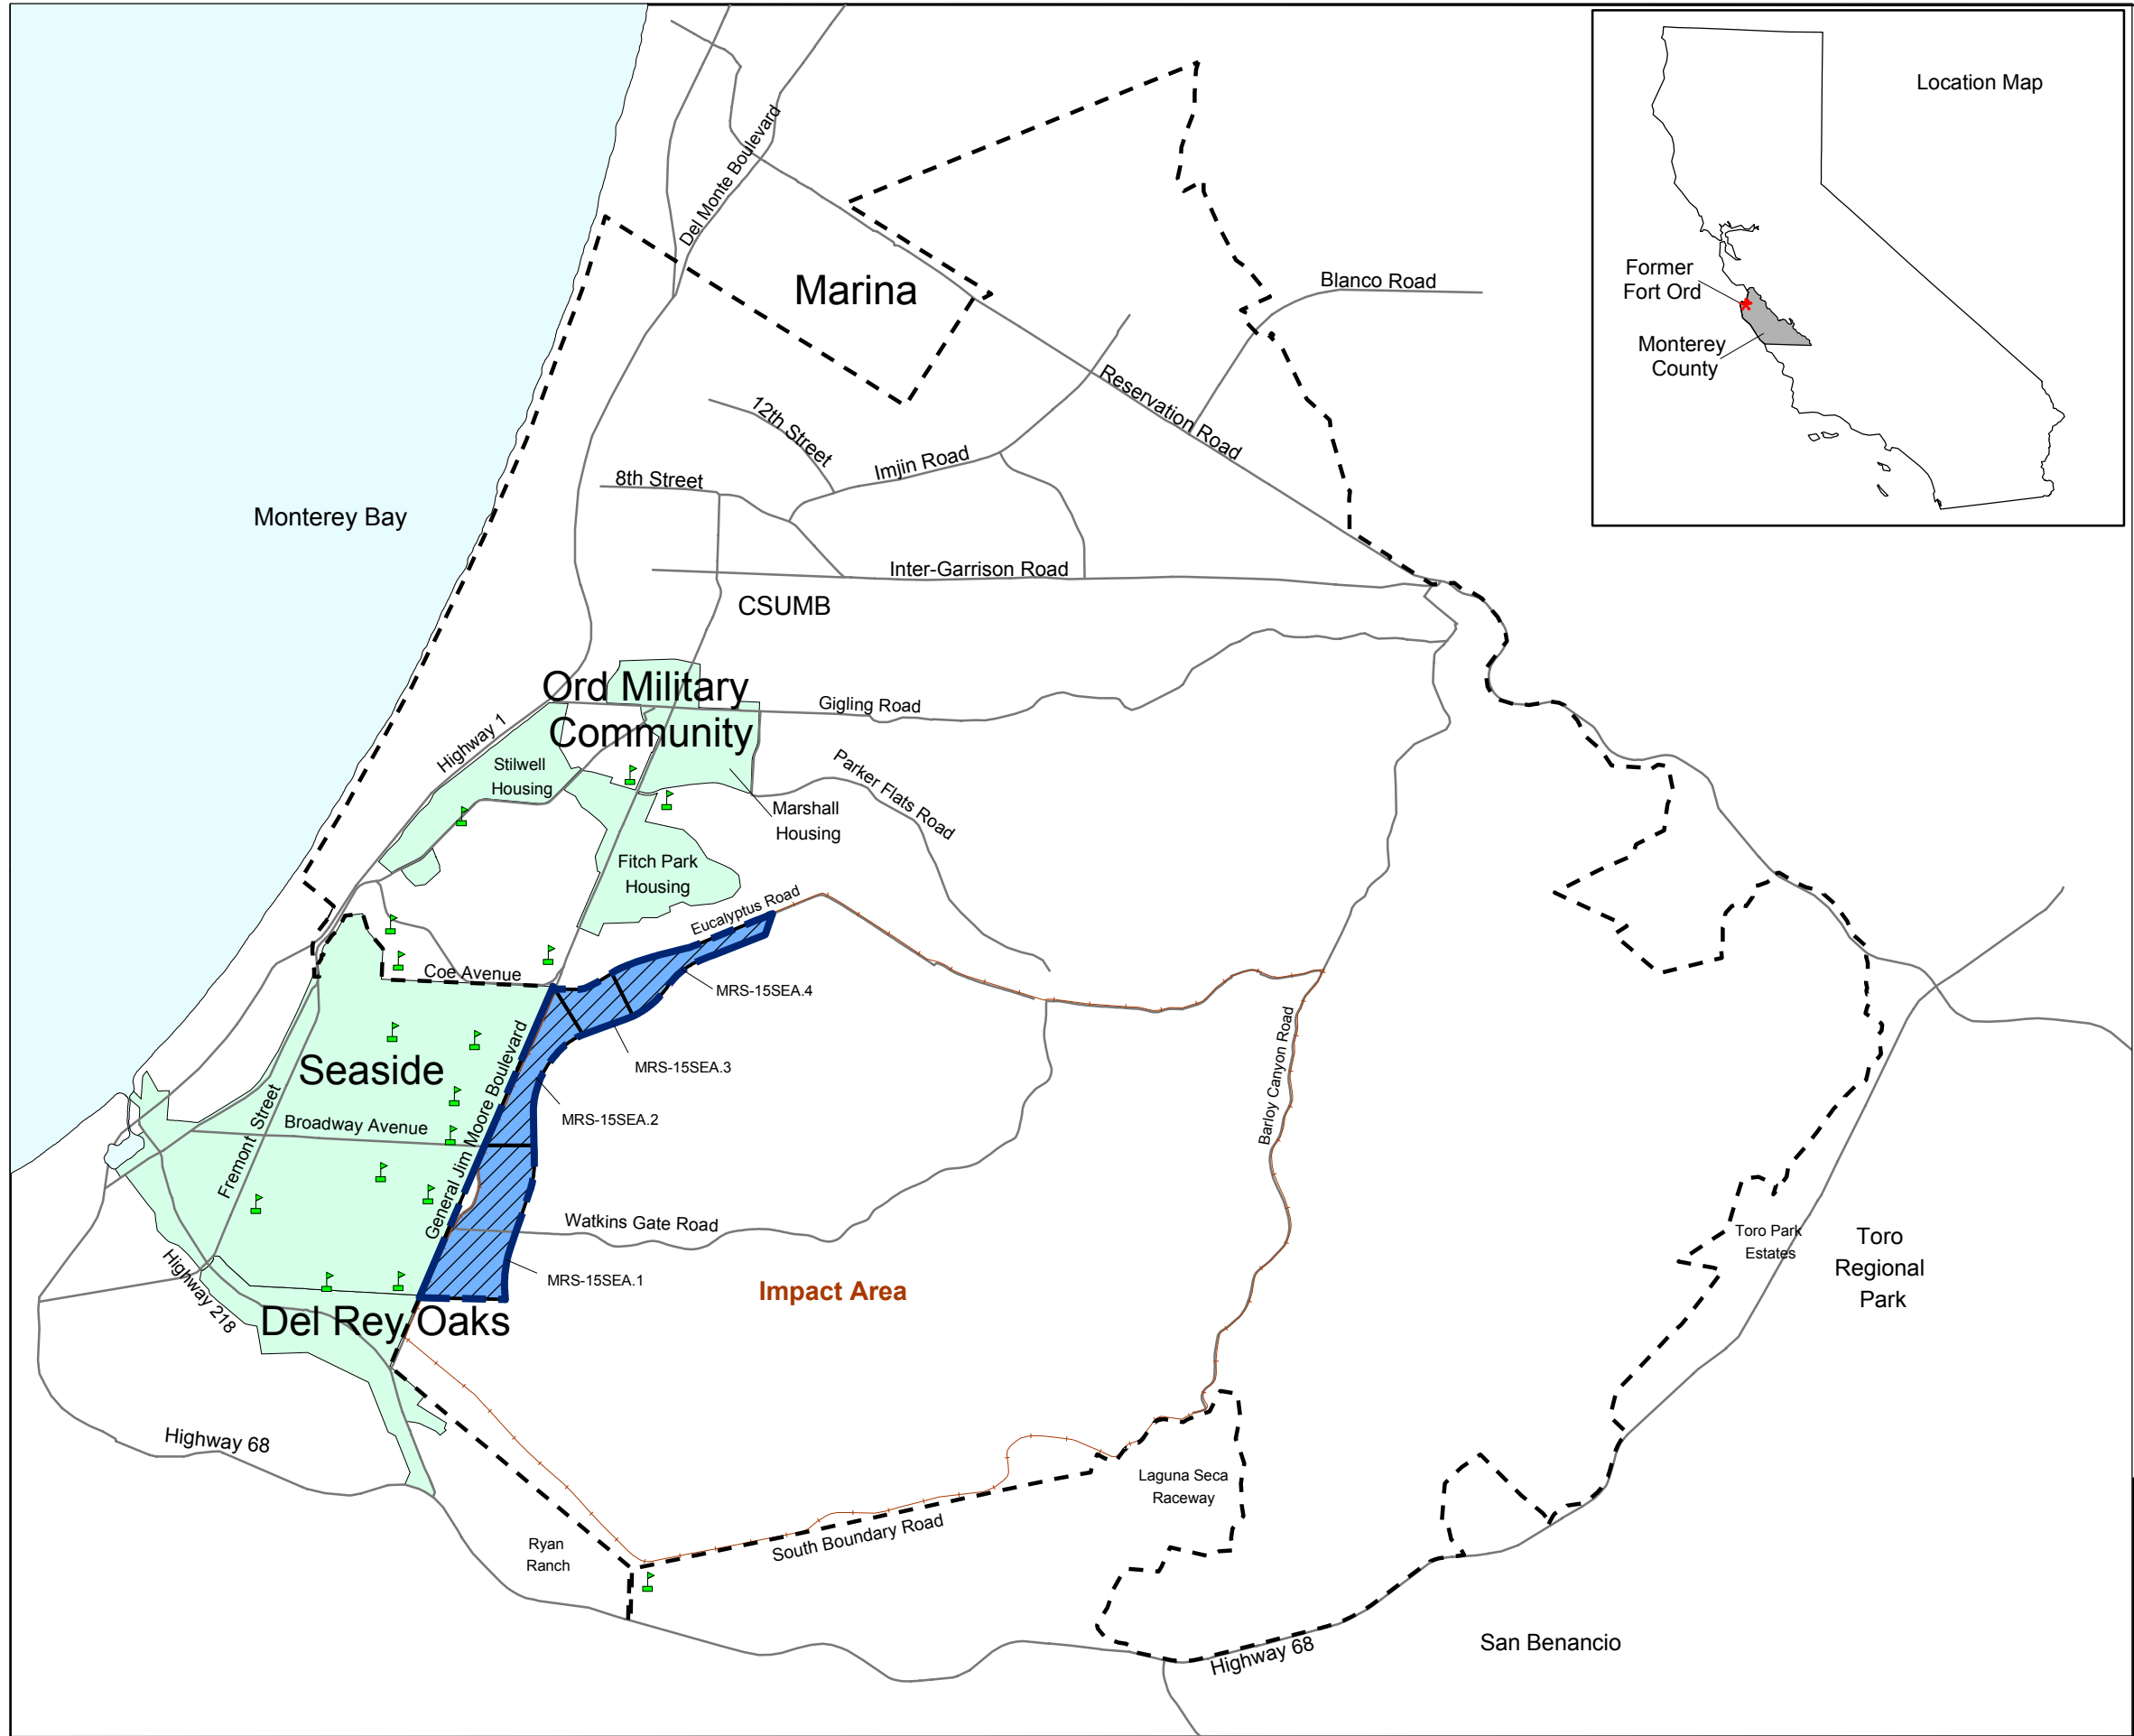 Location Map
Former
Fort Ord
Monterey
County
Del Monte Boulevard
Marina
Blanco Road
Reservation Road
12th Street
Imjin Road
8th Street
Monterey Bay
Inter-Garrison Road
CSUMB
Ord Military
Community
Gigling Road
Highway 1
Stilwell
Housing
Parker Flats Road
Marshall
Housing
Fitch Park
Housing
Eucalyptus Road
Coe Avenue
MRS-15SEA.4
General Jim Moore Boulevard
MRS-15SEA.3
Barloy Canyon Road
Seaside
Fremont Street
Broadway Avenue
MRS-15SEA.2
Watkins Gate Road
Toro Park
Estates
Toro
Regional
Park
MRS-15SEA.1
Impact Area
Highway 218
Del Rey Oaks
Highway 68
Laguna Seca
Raceway
South Boundary Road
Ryan
Ranch
Highway 68
San Benancio